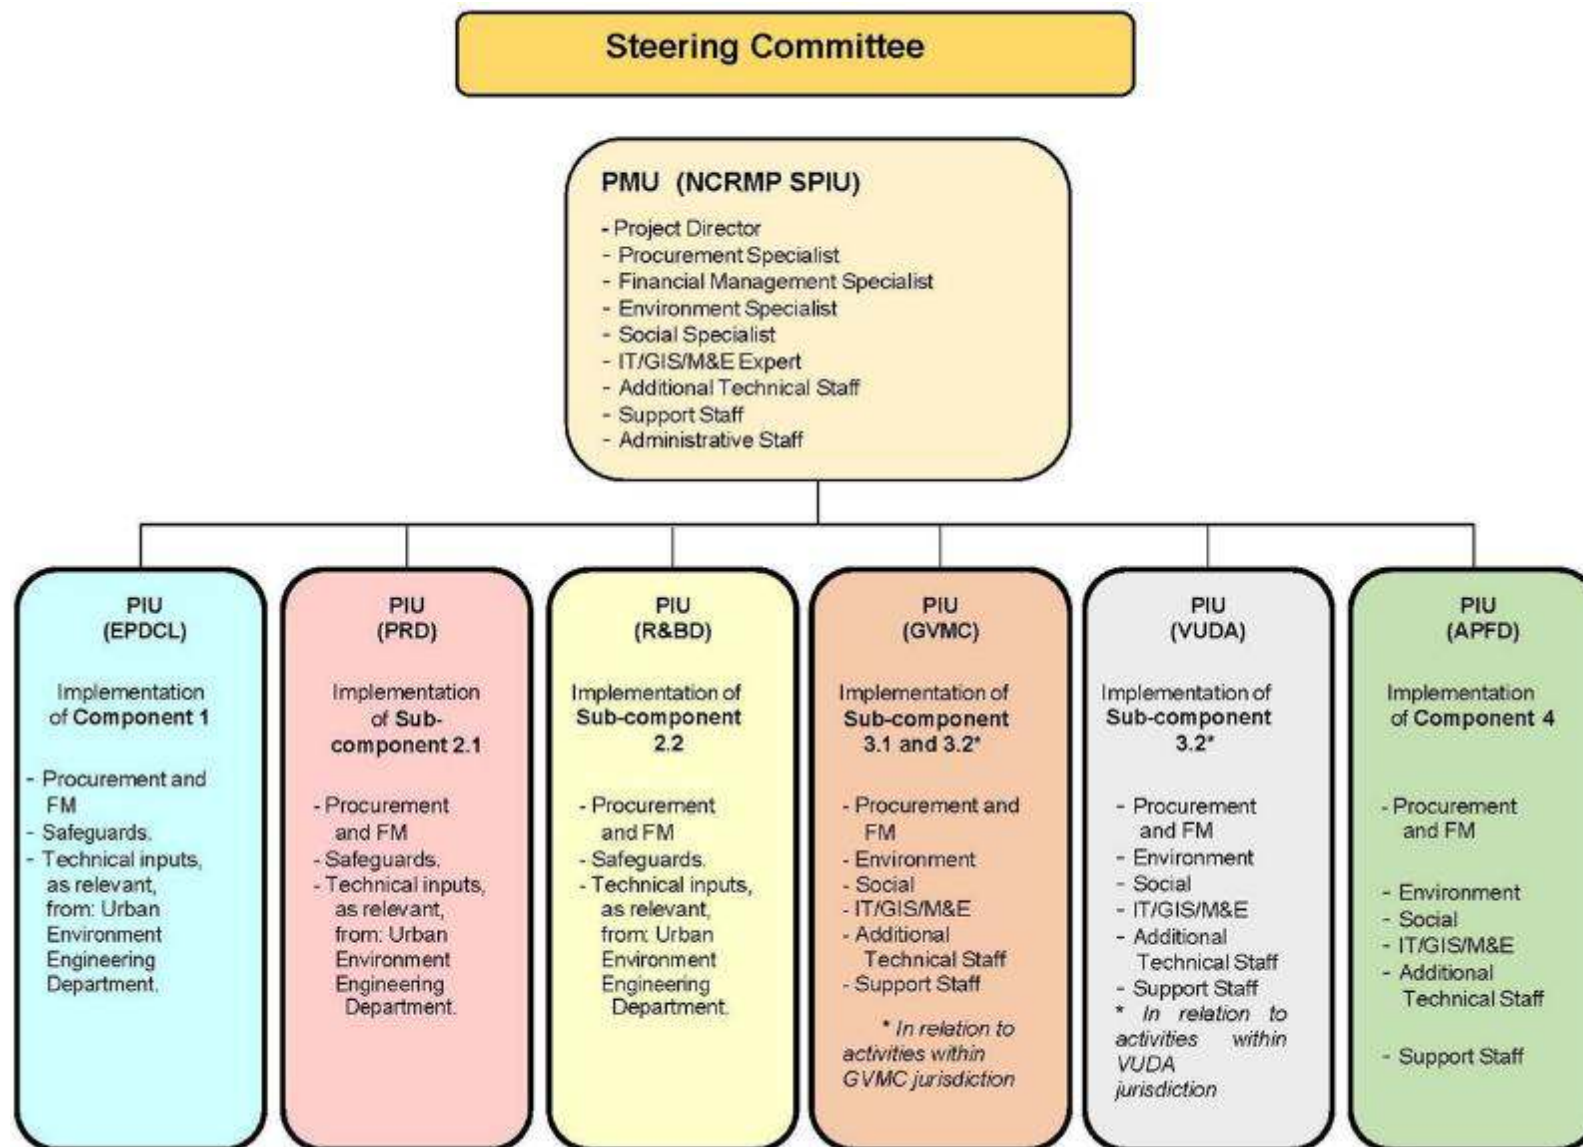 Steering Committee
PMU (NCRMP SPIU)
- Project Director
- Procurement Specialist
- Financial Management Specialist
- Environment Specialist
- Social Specialist
- IT/GIS/M&E Expert
- Additional Technical Staff
- Support Staff
- Administrative Staff
PIU
(EPDCL)
Implementation
of Component 1
- Procurement and
FM
- Safeguards.
- Technical inputs,
as relevant,
from: Urban
Environment
Engineering
Department.
PIU
(PRD)
Implementation
of Sub-
component 2.1
- Procurement
and FM
- Safeguards.
- Technical inputs,
as relevant,
from: Urban
Environment
Engineering
Department.
PIU
(R&BD)
Implementation of
Sub-component
2.2
- Procurement
and FM
- Safeguards.
- Technical inputs,
as relevant,
from: Urban
Environment
Engineering
Department.
PIU
(GVMC)
Implementation of
Sub-component
3.1 and 3.2*
- Procurement and
FM
- Environment
- Social
- IT/GIS/M&E
- Additional
Technical Staff
- Support Staff
* In relation to
activities within
GVMC jurisdiction
PIU
(VUDA)
Implementation of
Sub-component
3.2*
- Procurement
and FM
- Environment
- Social
- IT/GIS/M&E
- Additional
Technical Staff
- Support Staff
* In relation to
activities within
VUDA
jurisdiction
PIU
(APFD)
Implementation
of Component 4
- Procurement
and FM
- Environment
- Social
- IT/GIS/M&E
- Additional
Technical Staff
- Support Staff